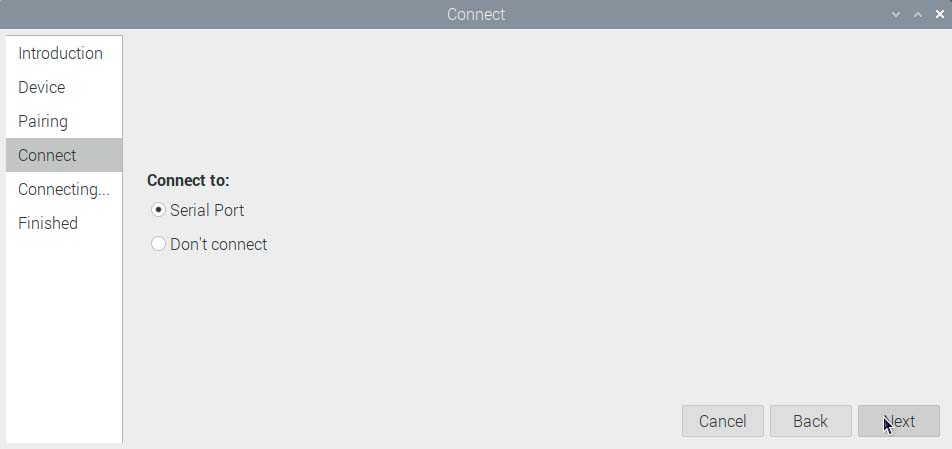 Connect
Introduction
Device
Pairing
Connect
Connecting...
Finished
Connect to:
Serial Port
Don't connect
Cancel
Back
Next